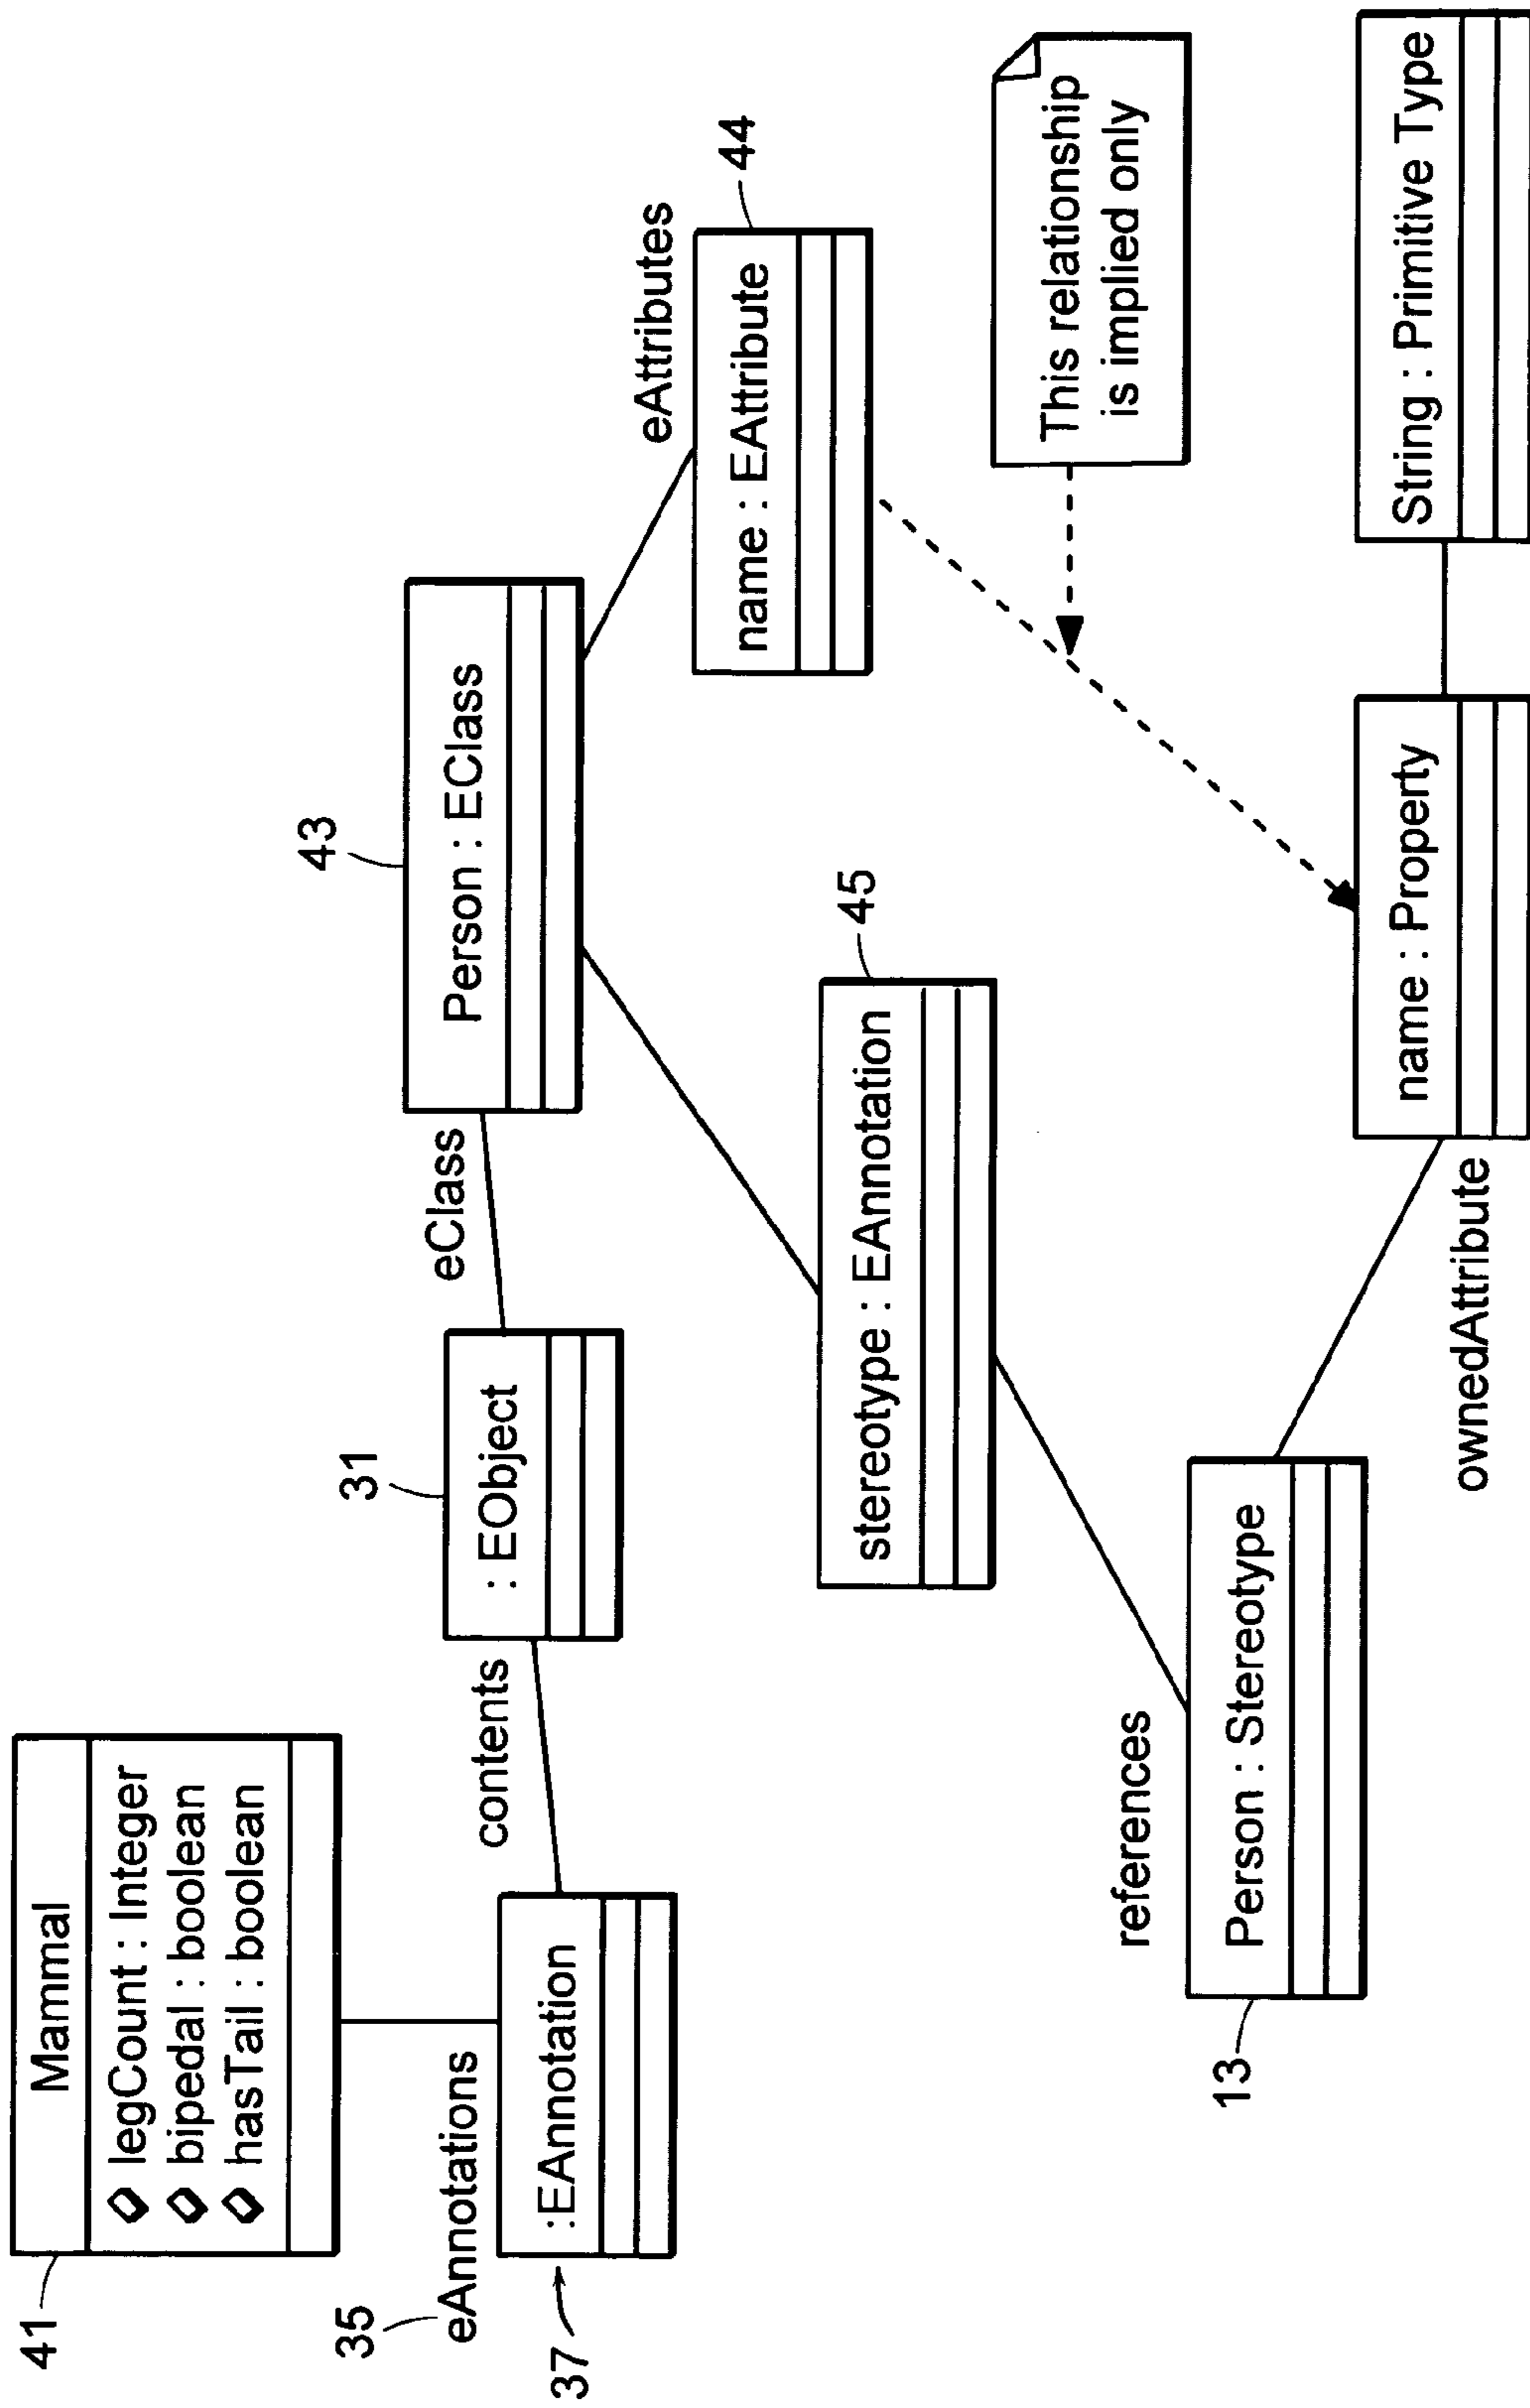 41
Mammal
legCount : Integer
bipedal : boolean
hasTail : boolean
35
eAnnotations
37
:EAnnotation
contents
31
: EObject
eClass
43
Person : EClass
eAttributes
44
name : EAttribute
45
stereotype : EAnnotation
This relationship
is implied only
references
13
Person : Stereotype
ownedAttribute
name : Property
String : Primitive Type